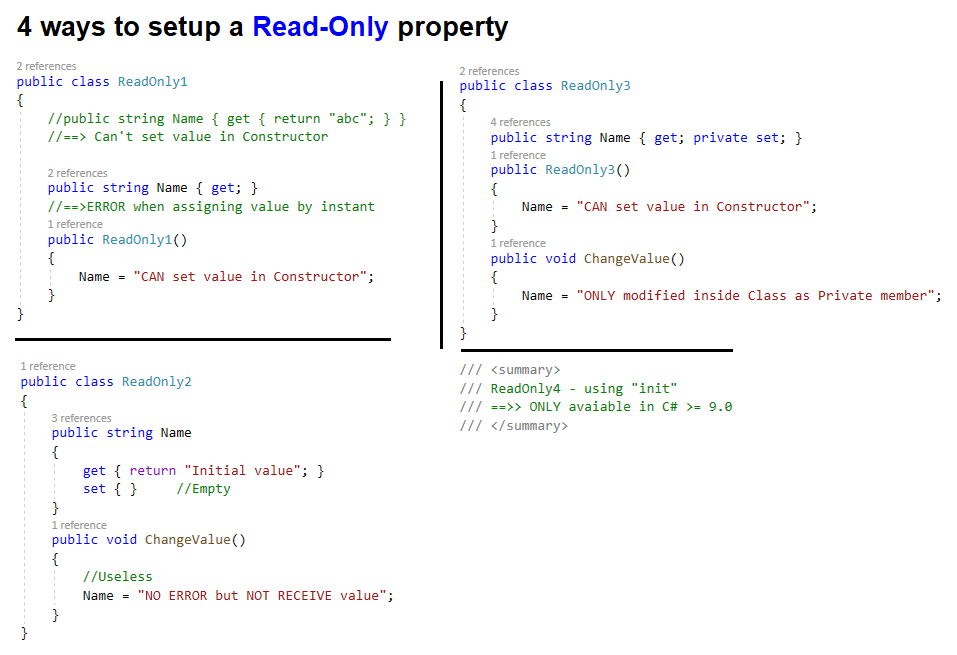 4 ways to setup a Read-Only property
2 references
public class ReadOnly1
{
//public string Name { get { return "abc"; } }
//==> Can't set value in Constructor
2 references
public string Name { get; }
//==>ERROR when assigning value by instant
1 reference
public ReadOnly1()
{
Name = "CAN set value in Constructor";
}
}
1 reference
public class ReadOnly2
{
3 references
public string Name
{
get { return "Initial value"; }
set { } //Empty
}
1 reference
public void ChangeValue()
{
//Useless
Name = "NO ERROR but NOT RECEIVE value";
}
}
2 references
public class ReadOnly3
{
4 references
public string Name { get; private set; }
1 reference
public ReadOnly3()
{
Name = "CAN set value in Constructor";
}
1 reference
public void ChangeValue()
{
Name = "ONLY modified inside Class as Private member";
}
}
/// <summary>
/// ReadOnly4 - using "init"
/// ==>> ONLY avaiable in C# >= 9.0
/// </summary>